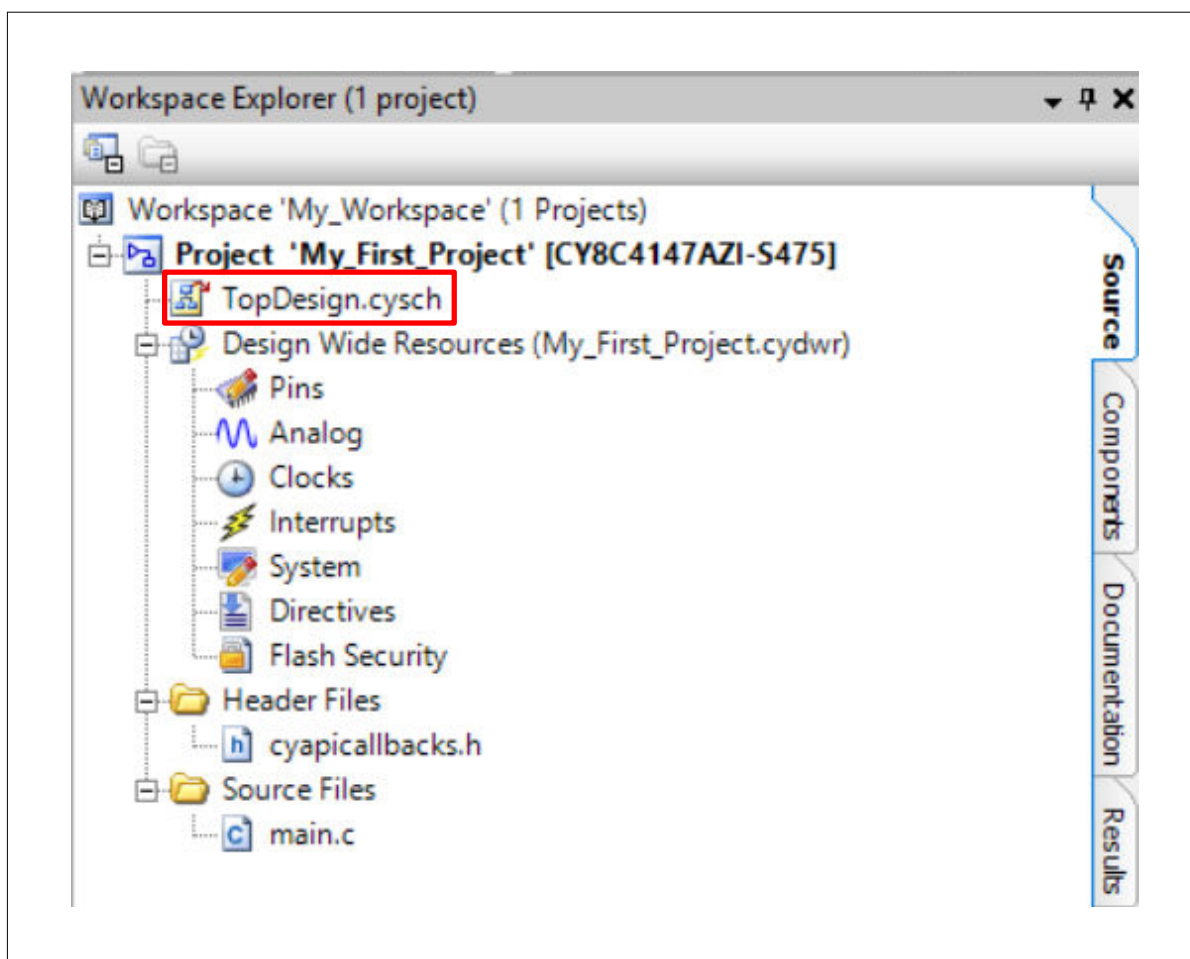 Workspace Explorer (1 project)
Workspace 'My_Workspace' (1 Projects)
Project 'My_First_Project' [CY8C4147AZI-S475]
TopDesign.cysch
Design Wide Resources (My_First_Project.cydwr)
Pins
Analog
Clocks
Interrupts
System
Directives
Flash Security
Header Files
h cyapicallbacks.h
Source Files
C main.c
Source
Components
Documentation
Results